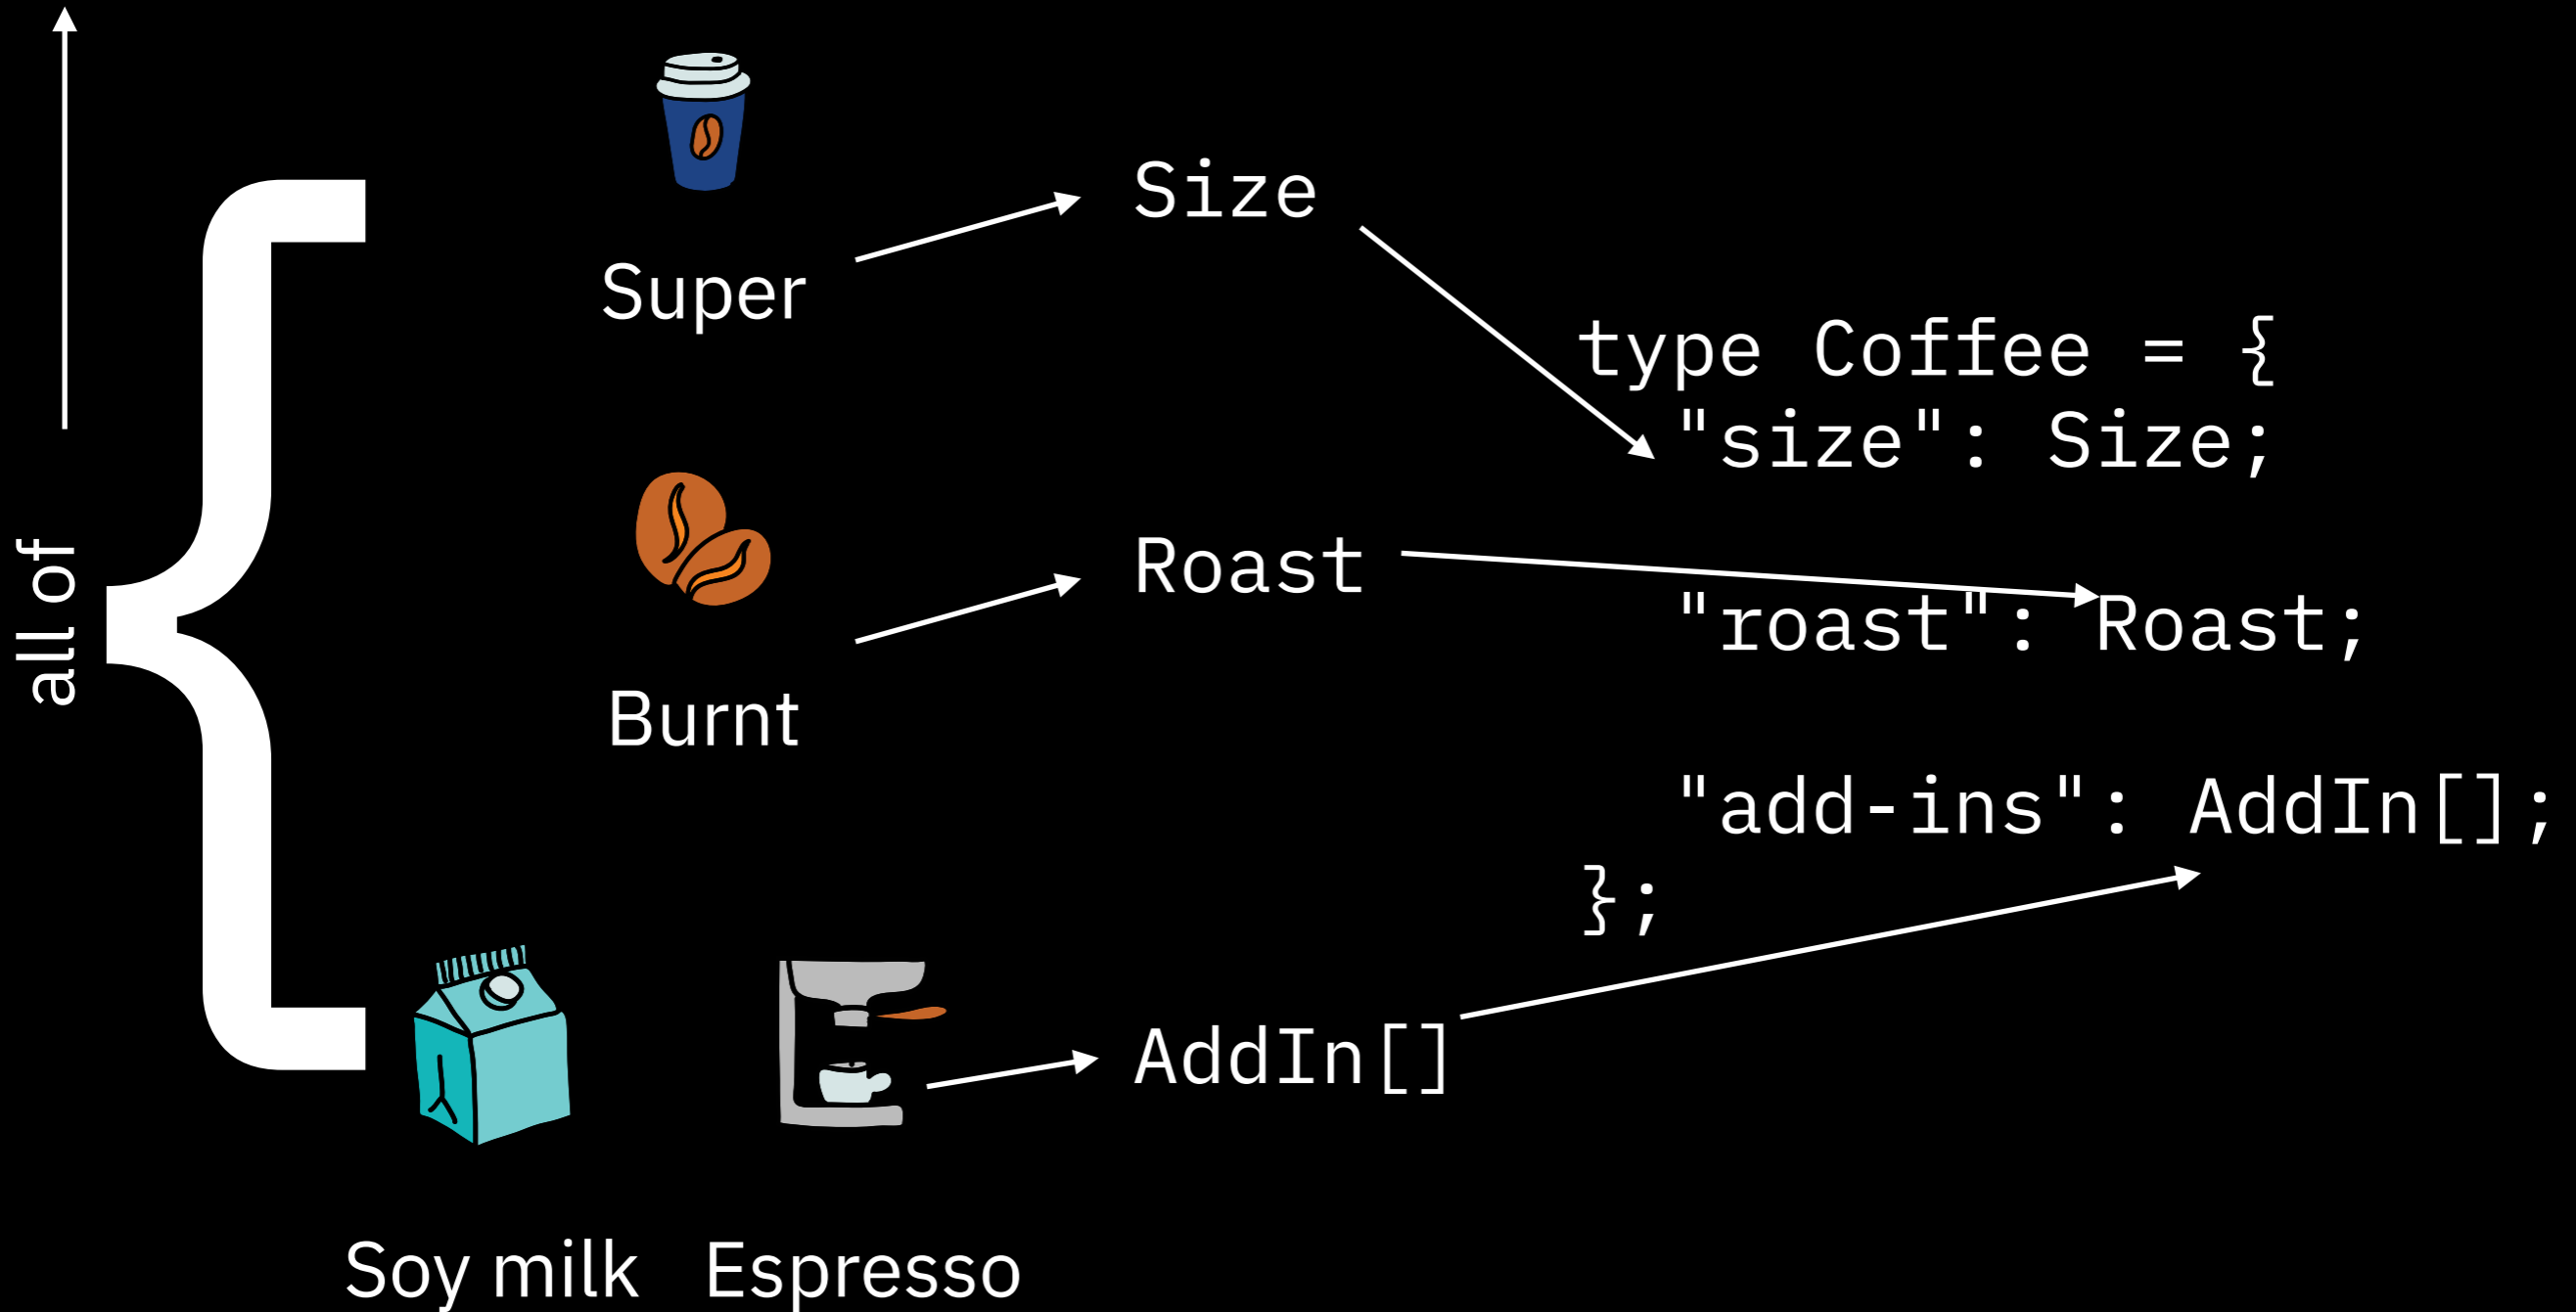 all of
Super
Size
Burnt
Roast
Soy milk
Espresso
AddIn[]
type Coffee = {
"size": Size;
"roast": Roast;
"add-ins": AddIn[];
};